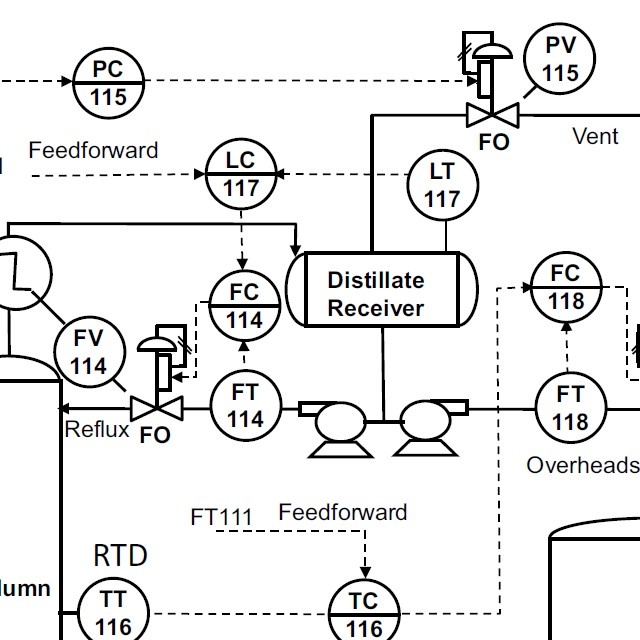 PC
115
PV
115
FO
Vent
Feedforward
LC
117
LT
117
Distillate
Receiver
FC
114
FC
118
FV
114
FT
114
FT
118
Reflux
FO
Overheads
FT111
Feedforward
RTD
lumn
TT
116
TC
116